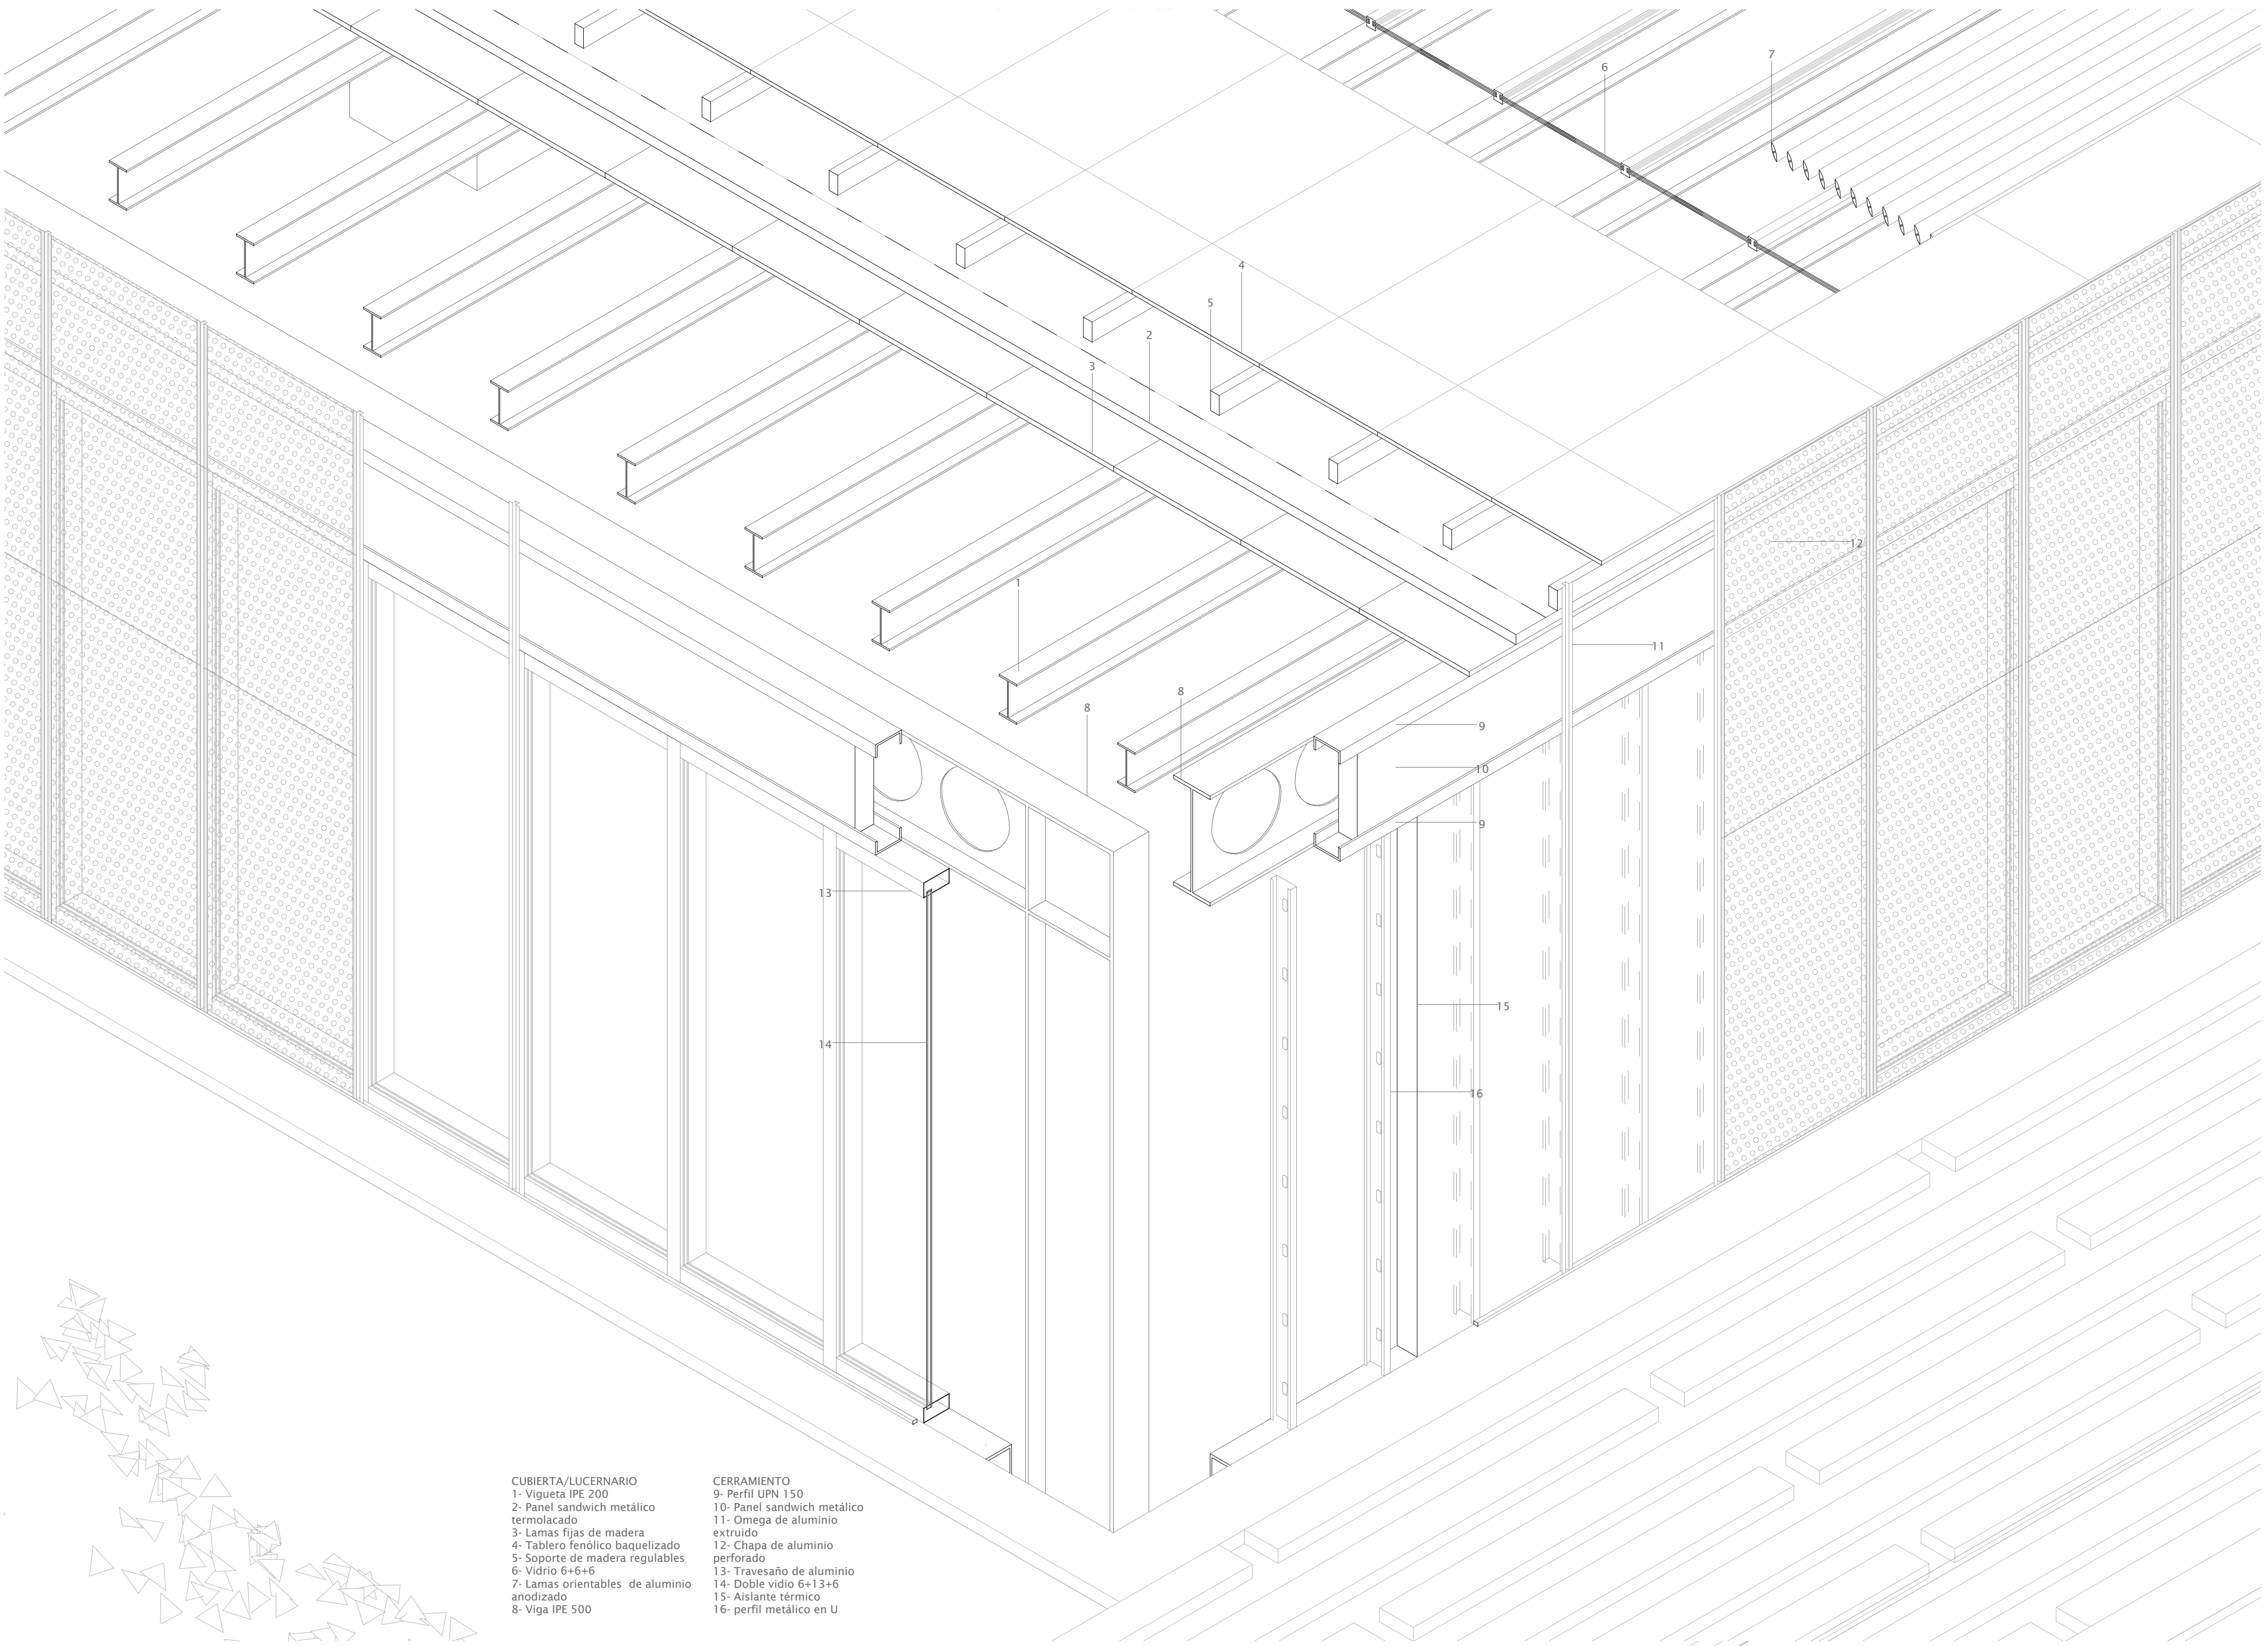 7
6
4
5
2
3
12
1
11
8
8
9
10
9
13
15
14
16
CUBIERTA/LUCERNARIO
1- Vigueta IPE 200
2- Panel sandwich metálico
termolacado
3- Lamas fijas de madera
4- Tablero fenólico baquelizado
5- Soporte de madera regulables
6- Vidrio 6+6+6
7- Lamas orientables de aluminio
anodizado
8- Viga IPE 500
CERRAMIENTO
9- Perfil UPN 150
10- Panel sandwich metálico
11- Omega de aluminio
extruido
12- Chapa de aluminio
perforado
13- Travesaño de aluminio
14- Doble vidio 6+13+6
15- Aislante térmico
16- perfil metálico en U